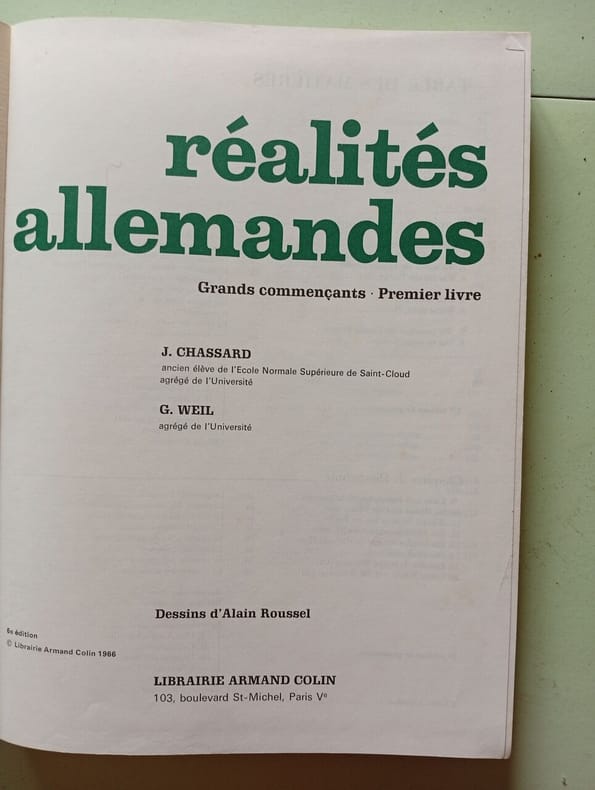 réalités
allemandes
Grands commençants · Premier livre
J. CHASSARD
ancien élève de l'Ecole Normale Supérieure de Saint-Cloud
agrégé de l'Université
G. WEIL
agrégé de l'Université
Dessins d'Alain Roussel
6e édition
© Librairie Armand Colin 1966
LIBRAIRIE ARMAND COLIN
103, boulevard St-Michel, Paris Vᵉ